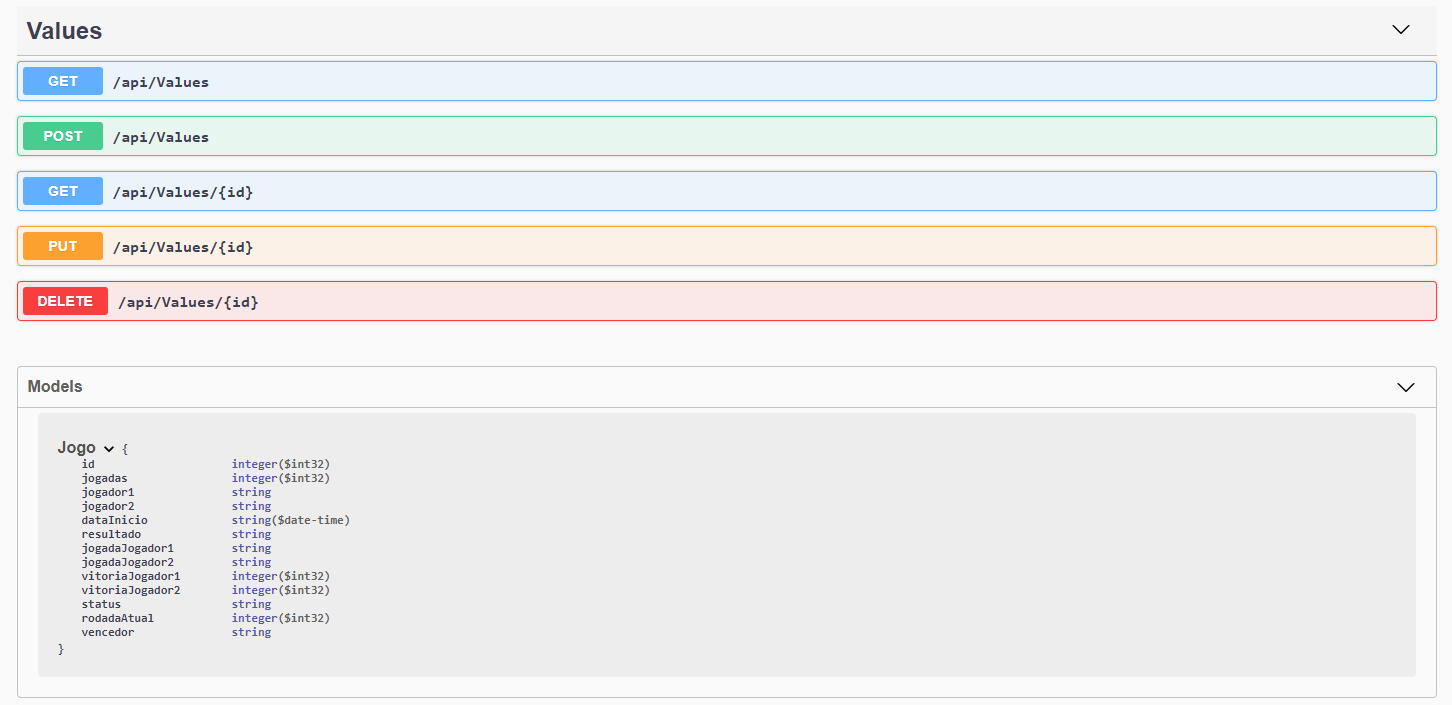 Values
GET /api/Values
POST /api/Values
GET /api/Values/{id}
PUT /api/Values/{id}
DELETE /api/Values/{id}
Models
Jogo {
id integer($int32)
jogadas integer($int32)
jogador1 string
jogador2 string
dataInicio string($date-time)
resultado string
jogadaJogador1 string
jogadaJogador2 string
vitoriaJogador1 integer($int32)
vitoriaJogador2 integer($int32)
status string
rodadaAtual integer($int32)
vencedor string
}